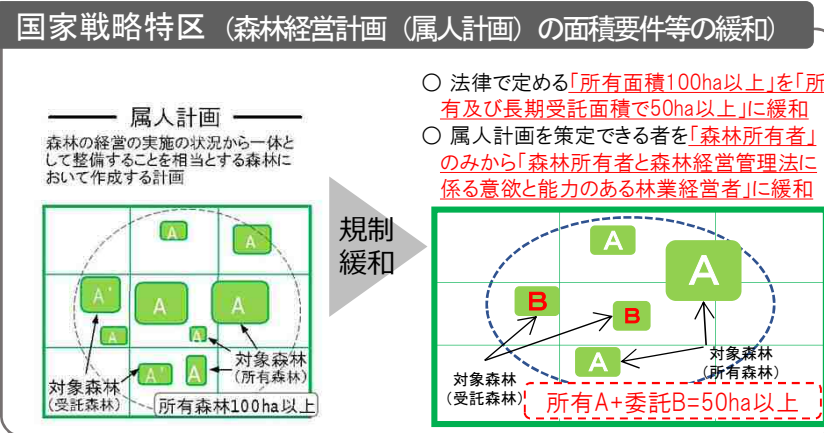 国家戦略特区（森林経営計画（属人計画）の面積要件等の緩和）
属人計画
森林の経営の実施の状況から一体と
して整備することを相当とする森林に
おいて作成する計画
A
A
A'
A
A
A
A
A'
A
対象森林
（受託森林）
対象森林
（所有森林）
所有森林100ha以上
規制
緩和
○ 法律で定める「所有面積100ha以上」を「所
有及び長期受託面積で50ha以上」に緩和
○ 属人計画を策定できる者を「森林所有者」
のみから「森林所有者と森林経営管理法に
係る意欲と能力のある林業経営者」に緩和
A
A
B
B
A
対象森林
（受託森林）
対象森林
（所有森林）
所有A+委託B=50ha以上